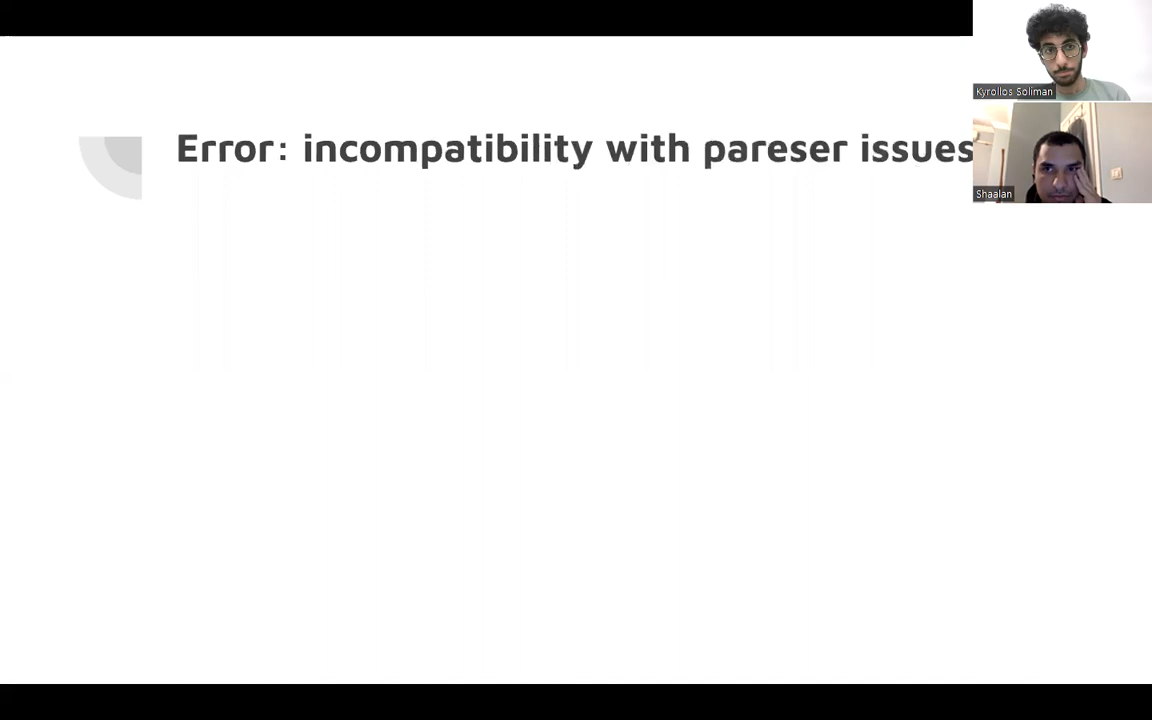 Error: incompatibility with pareser issues
Kyrollos Soliman
Shaalan